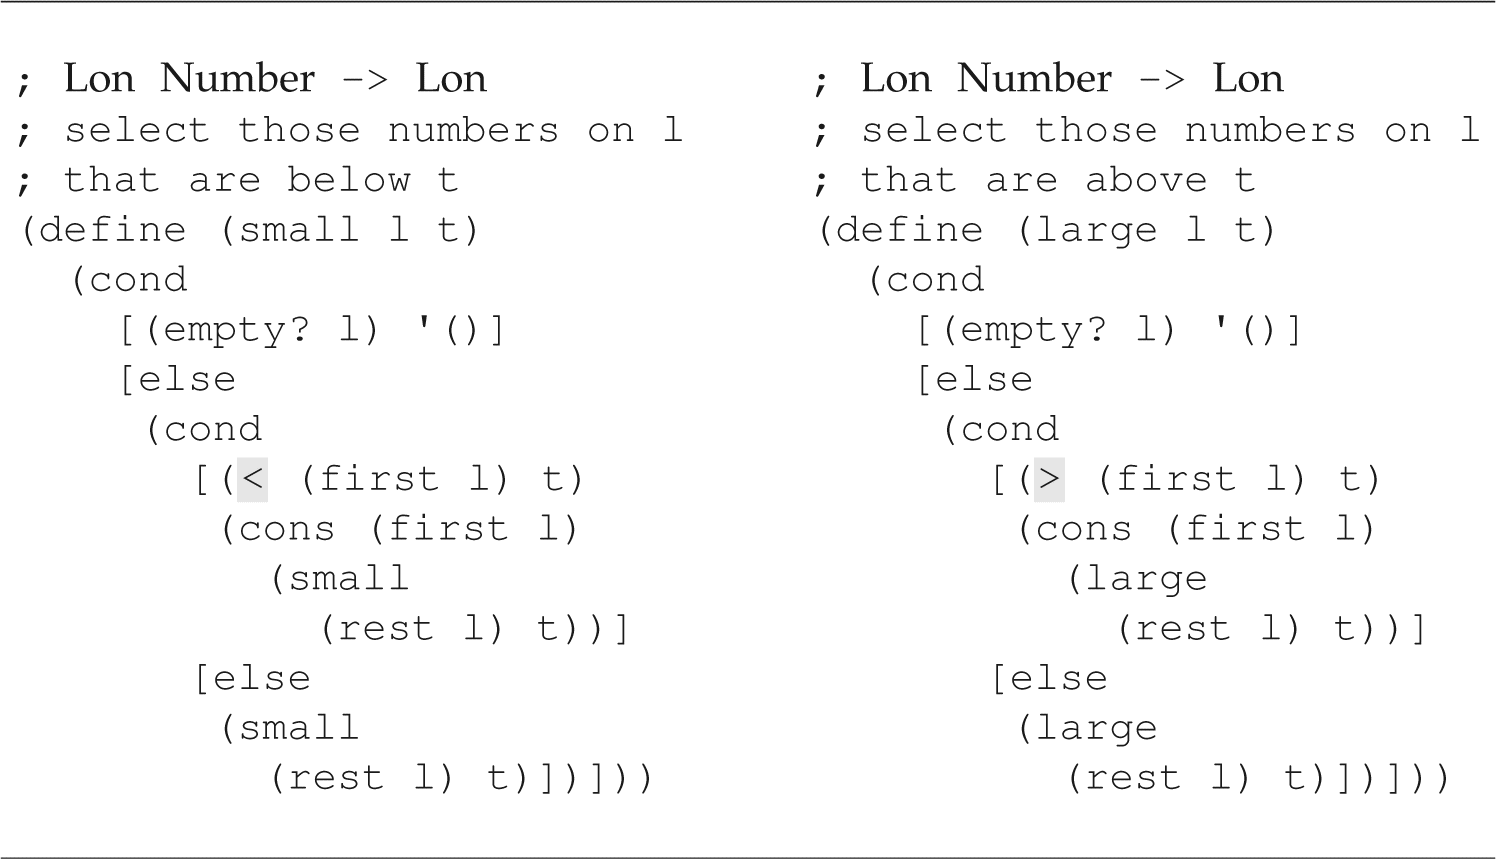 ; Lon Number -> Lon
; select those numbers on l
; that are below t
(define (small l t)
  (cond
    [(empty? l) '()]
    [else
     (cond
       [(< (first l) t)
        (cons (first l)
          (small
            (rest l) t))]
       [else
        (small
          (rest l) t)])]))
; Lon Number -> Lon
; select those numbers on l
; that are above t
(define (large l t)
  (cond
    [(empty? l) '()]
    [else
     (cond
       [(> (first l) t)
        (cons (first l)
          (large
            (rest l) t))]
       [else
        (large
          (rest l) t)])]))